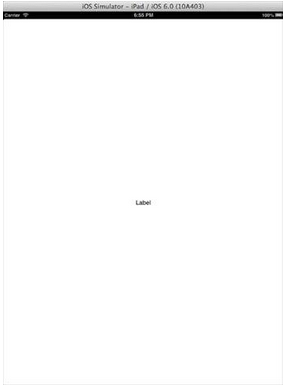 iOS Simulator - iPad / iOS 6.0 (10A403)
Carrier 6:55 PM 100%
Label